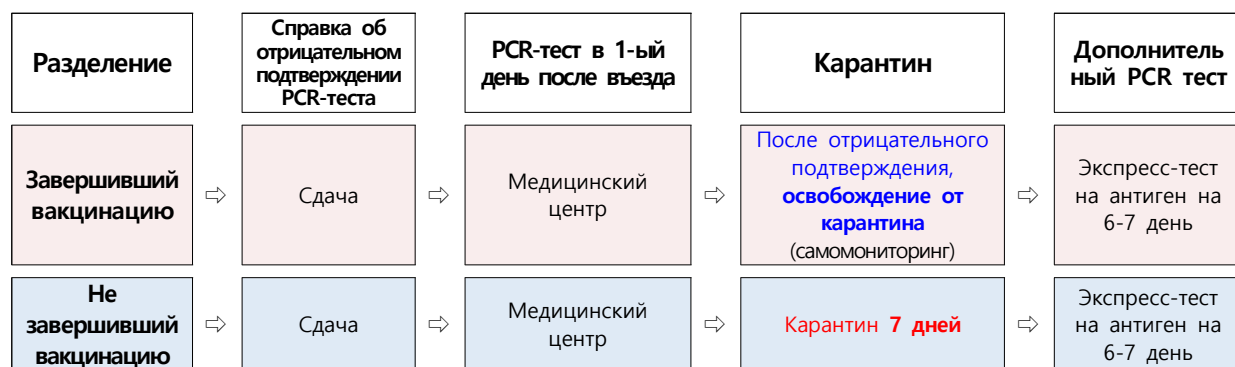 Разделение
Справка об
отрицательном
подтверждении
PCR-теста
PCR-тест в 1-ый
день после въезда
Карантин
Дополнитель
ный PCR тест
Завершивший
вакцинацию
⇨
Сдача
⇨
Медицинский
центр
⇨
После отрицательного
подтверждения,
освобождение от
карантина
(самомониторинг)
⇨
Экспресс-тест
на антиген на
6-7 день
Не
завершивший
вакцинацию
⇨
Сдача
⇨
Медицинский
центр
⇨
Карантин 7 дней
⇨
Экспресс-тест
на антиген на
6-7 день